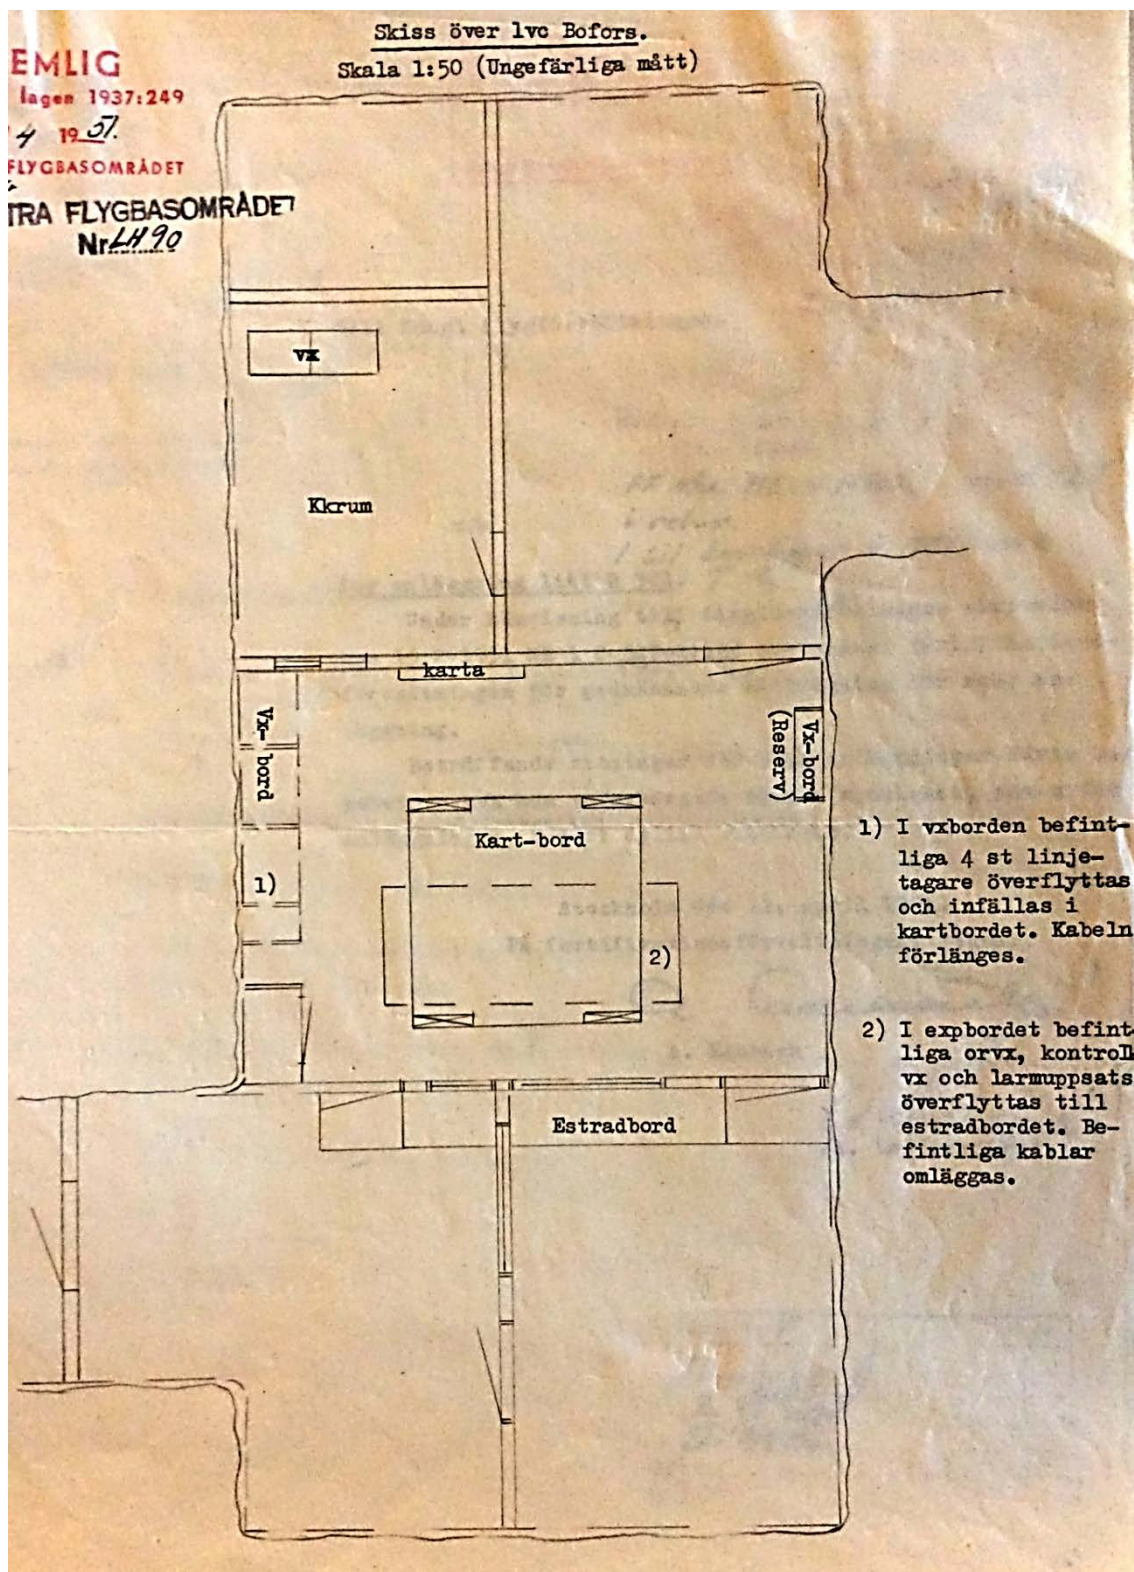 Skiss över lvc Bofors.
Skala 1:50 (Ungefärliga mått)
EMLIG
lagen 1937:249
4 1951.
FLYGBASOMRÅDET
TRA FLYGBASOMRÅDET
Nr LH 90
vx
Kkrum
karta
Vx-bord
Vx-bord
(Reserv)
Kart-bord
1)
2)
Estradbord
1) I vxborden befint-
liga 4 st linje-
tagare överflyttas
och infällas i
kartbordet. Kabeln
förlänges.
2) I expbordet befint
liga orvx, kontroll
vx och larmuppsats
överflyttas till
estradbordet. Be-
fintliga kablar
omläggas.